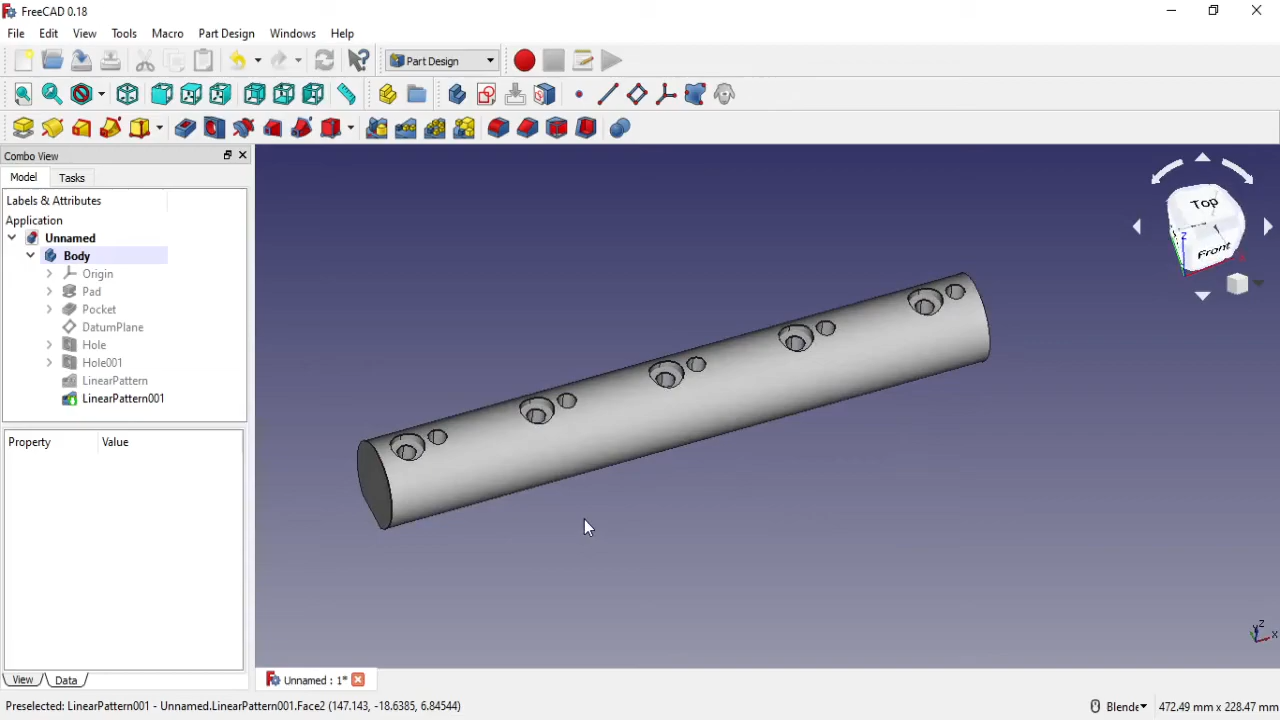 FreeCAD 0.18
File Edit View Tools Macro Part Design Windows Help
Part Design
Combo View
Model Tasks
Labels & Attributes
Application
Unnamed
Body
Origin
Pad
Pocket
DatumPlane
Hole
Hole001
LinearPattern
LinearPattern001
Property Value
View Data
Top
Front
Z
Z
Y
X
Unnamed : 1*
Preselected: LinearPattern001 - Unnamed.LinearPattern001.Face2 (147.143, -18.6385, 6.84544)
Blende
472.49 mm x 228.47 mm